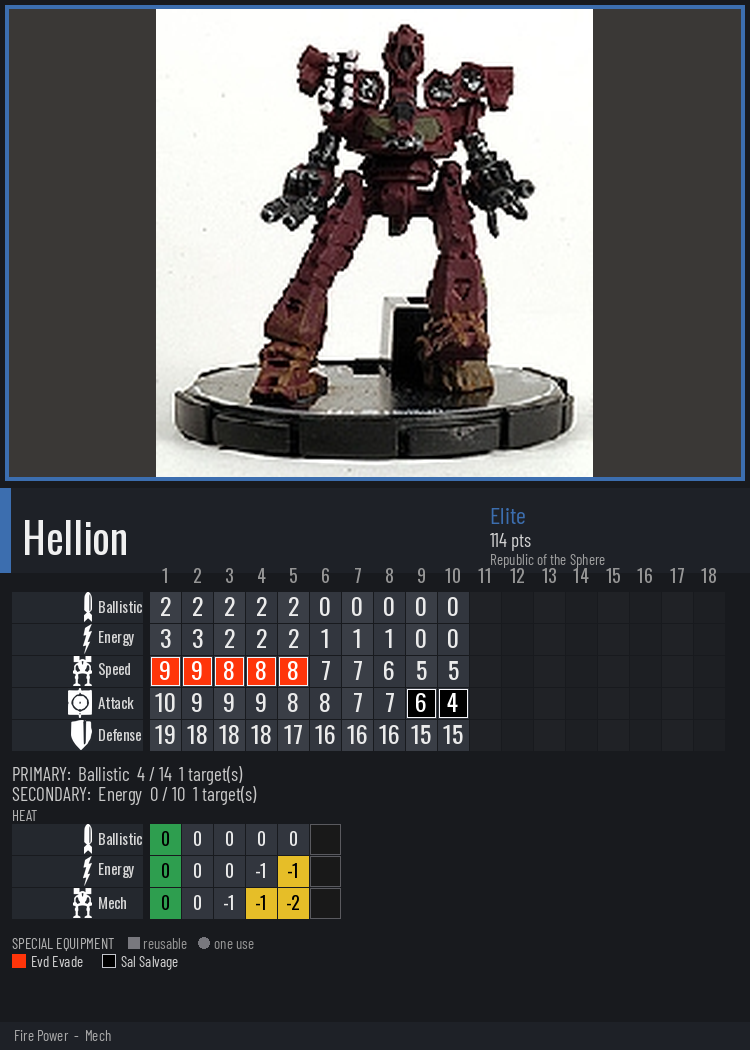 Hellion
Elite
114 pts
Republic of the Sphere
1 2 3 4 5 6 7 8 9 10 11 12 13 14 15 16 17 18
Ballistic 2 2 2 2 2 0 0 0 0 0
Energy 3 3 2 2 2 1 1 1 0 0
Speed 9 9 8 8 8 7 7 6 5 5
Attack 10 9 9 9 8 8 7 7 6 4
Defense 19 18 18 18 17 16 16 16 15 15
PRIMARY: Ballistic 4 / 14 1 target(s)
SECONDARY: Energy 0 / 10 1 target(s)
HEAT
Ballistic 0 0 0 0 0
Energy 0 0 0 -1 -1
Mech 0 0 -1 -1 -2
SPECIAL EQUIPMENT reusable one use
Evd Evade Sal Salvage
Fire Power - Mech